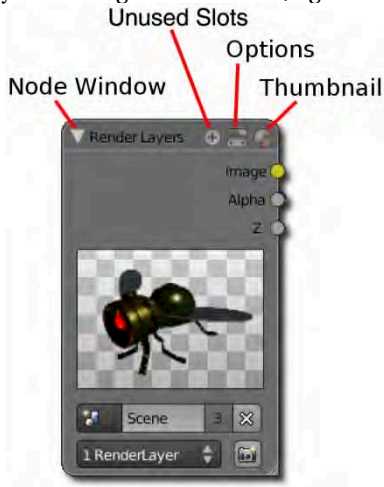 Unused Slots
Options
Node Window
Thumbnail
Render Layers
Image
Alpha
Z
Scene 3
1 RenderLayer